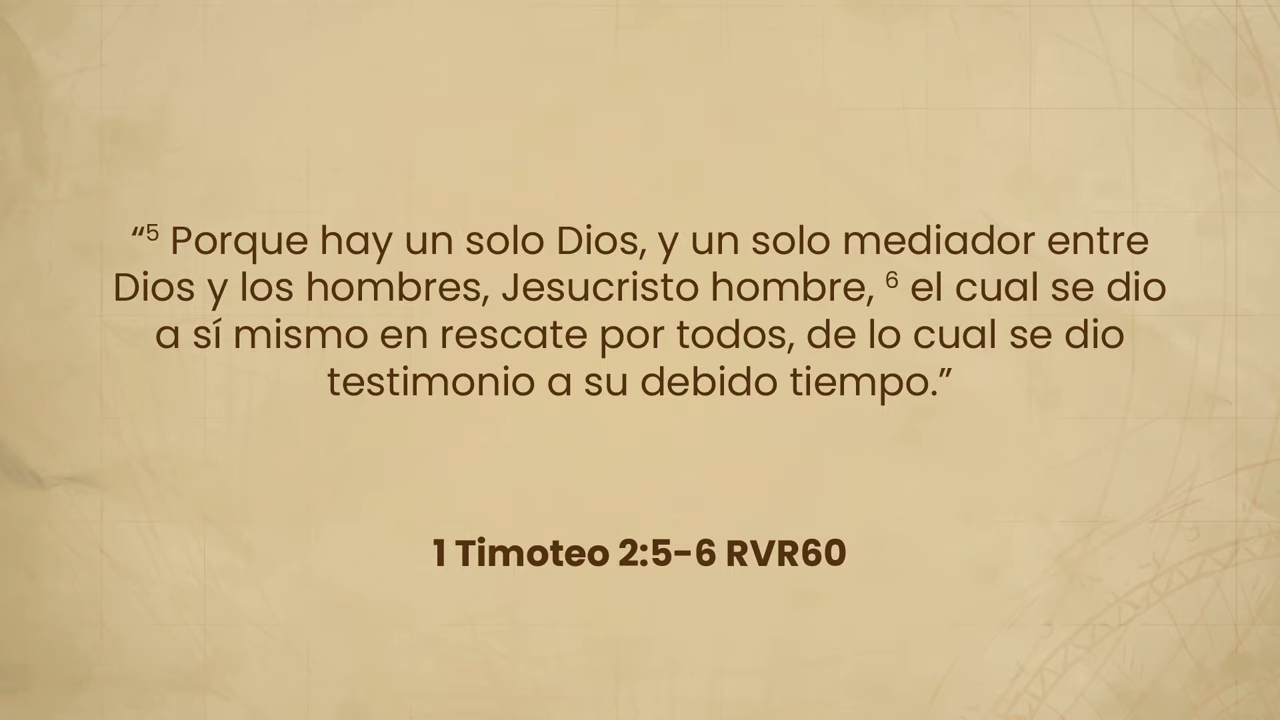 “⁵ Porque hay un solo Dios, y un solo mediador entre
Dios y los hombres, Jesucristo hombre, ⁶ el cual se dio
a sí mismo en rescate por todos, de lo cual se dio
testimonio a su debido tiempo.”
1 Timoteo 2:5-6 RVR60